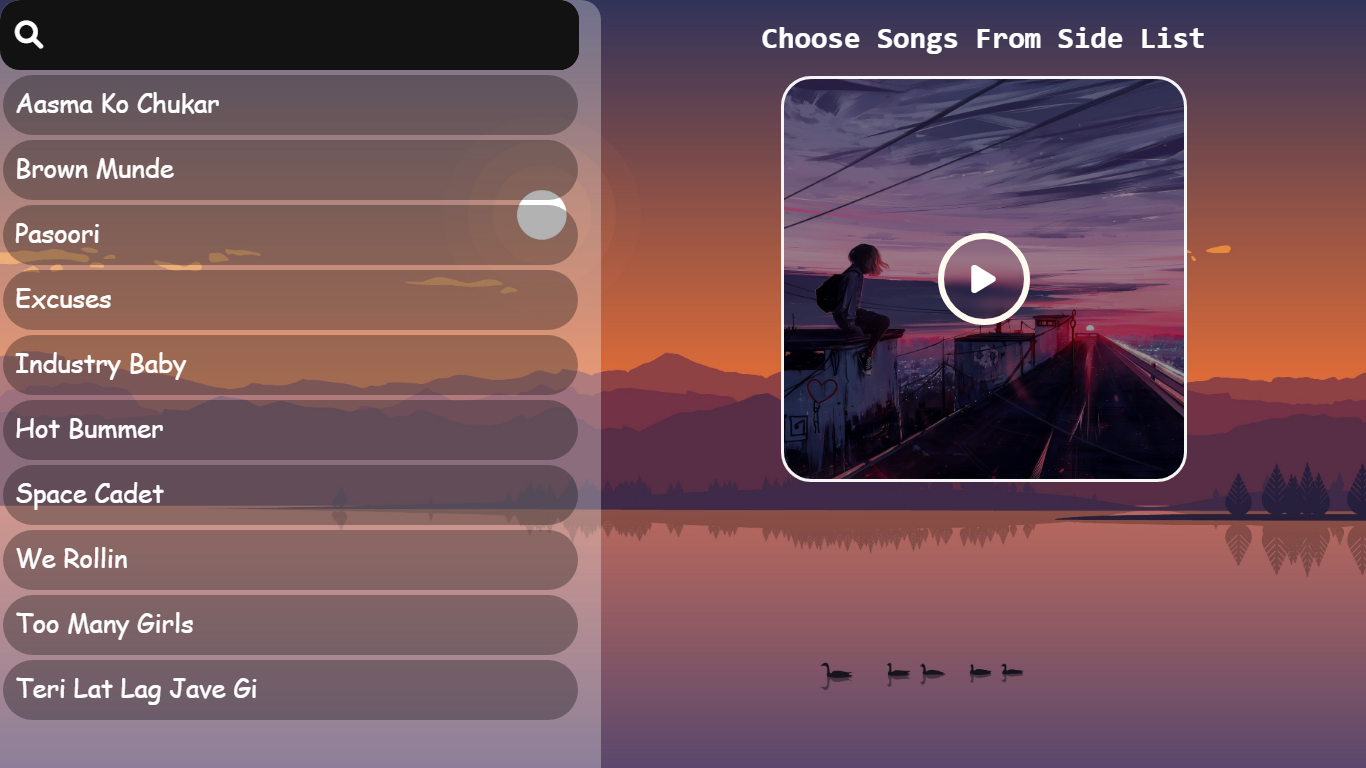 Choose Songs From Side List
Aasma Ko Chukar
Brown Munde
Pasoori
Excuses
Industry Baby
Hot Bummer
Space Cadet
We Rollin
Too Many Girls
Teri Lat Lag Jave Gi